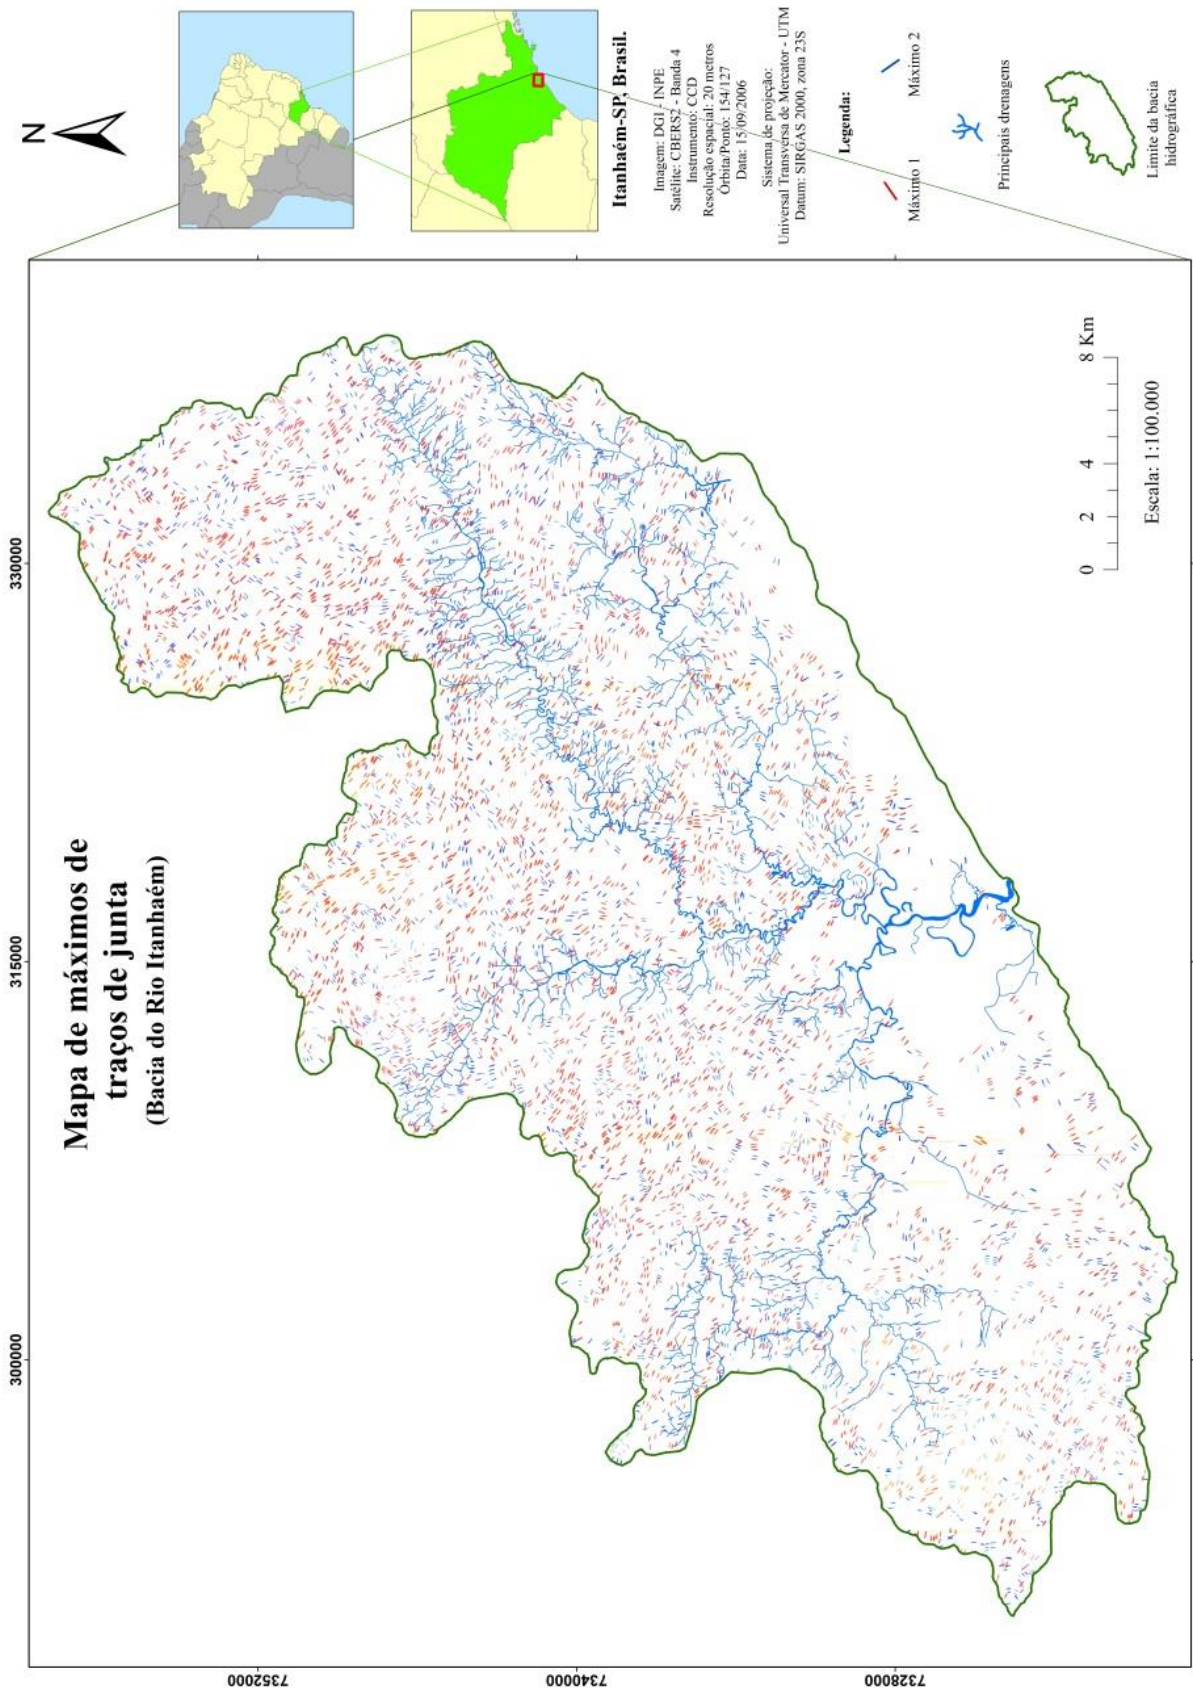 Mapa de máximos de
traços de junta
(Bacia do Rio Itanhaém)
300000
315000
330000
7352000
7340000
7328000
0 2 4 8 Km
Escala: 1:100.000
N
Itanhaém-SP, Brasil.
Imagem: DGI - INPE
Satélite: CBERS2 - Banda 4
Instrumento: CCD
Resolução espacial: 20 metros
Órbita/Ponto: 154/127
Data: 15/09/2006
Sistema de projeção:
Universal Transversa de Mercator - UTM
Datum: SIRGAS 2000, zona 23S
Legenda:
Máximo 1
Máximo 2
Principais drenagens
Limite da bacia
hidrográfica